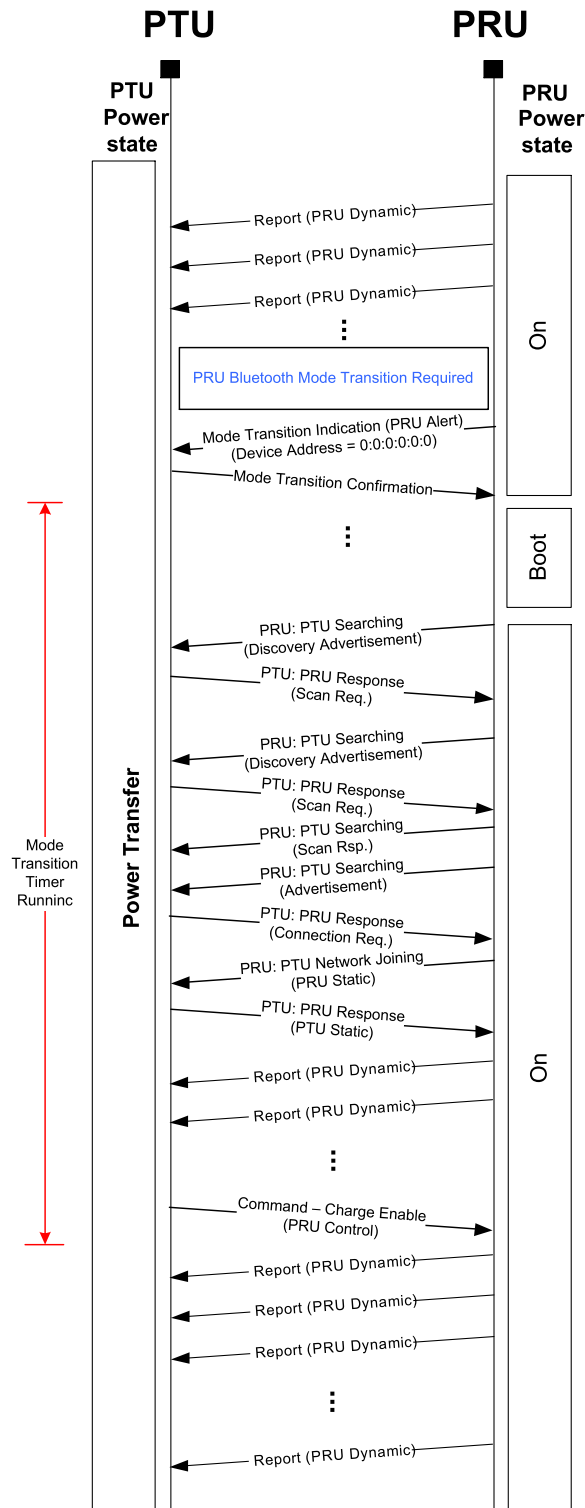 PTU
PRU
PTU
Power
state
PRU
Power
state
Report (PRU Dynamic)
Report (PRU Dynamic)
Report (PRU Dynamic)
...
On
PRU Bluetooth Mode Transition Required
Mode Transition Indication (PRU Alert)
(Device Address = 0:0:0:0:0:0)
Mode Transition Confirmation
...
Boot
PRU: PTU Searching
(Discovery Advertisement)
PTU: PRU Response
(Scan Req.)
PRU: PTU Searching
(Discovery Advertisement)
PTU: PRU Response
(Scan Req.)
PRU: PTU Searching
(Scan Rsp.)
PRU: PTU Searching
(Advertisement)
PTU: PRU Response
(Connection Req.)
PRU: PTU Network Joining
(PRU Static)
PTU: PRU Response
(PTU Static)
Mode
Transition
Timer
Runninc
Power Transfer
On
Report (PRU Dynamic)
Report (PRU Dynamic)
...
Command – Charge Enable
(PRU Control)
Report (PRU Dynamic)
Report (PRU Dynamic)
Report (PRU Dynamic)
...
Report (PRU Dynamic)